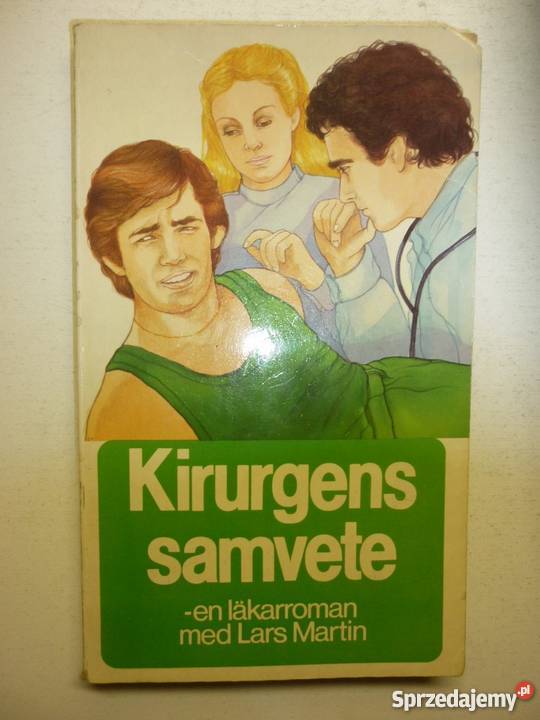 Kirurgens
samvete
-en läkarroman
med Lars Martin
Sprzedajemy.pl